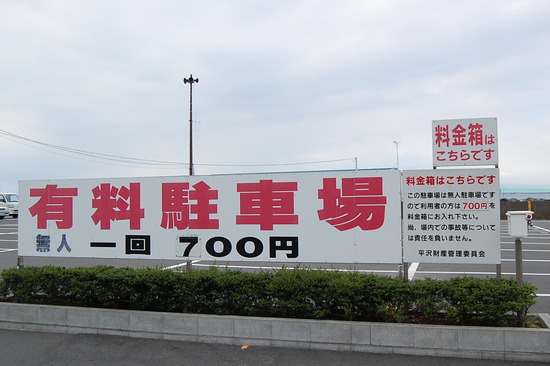 有料駐車場
無人 一回 700円
料金箱は
こちらです
料金箱はこちらです
この駐車場は無人駐車場です
ので利用者の方は700円を
料金箱にお入れ下さい。
尚、場内での事故等について
は責任を負いません。
平沢財産管理委員会